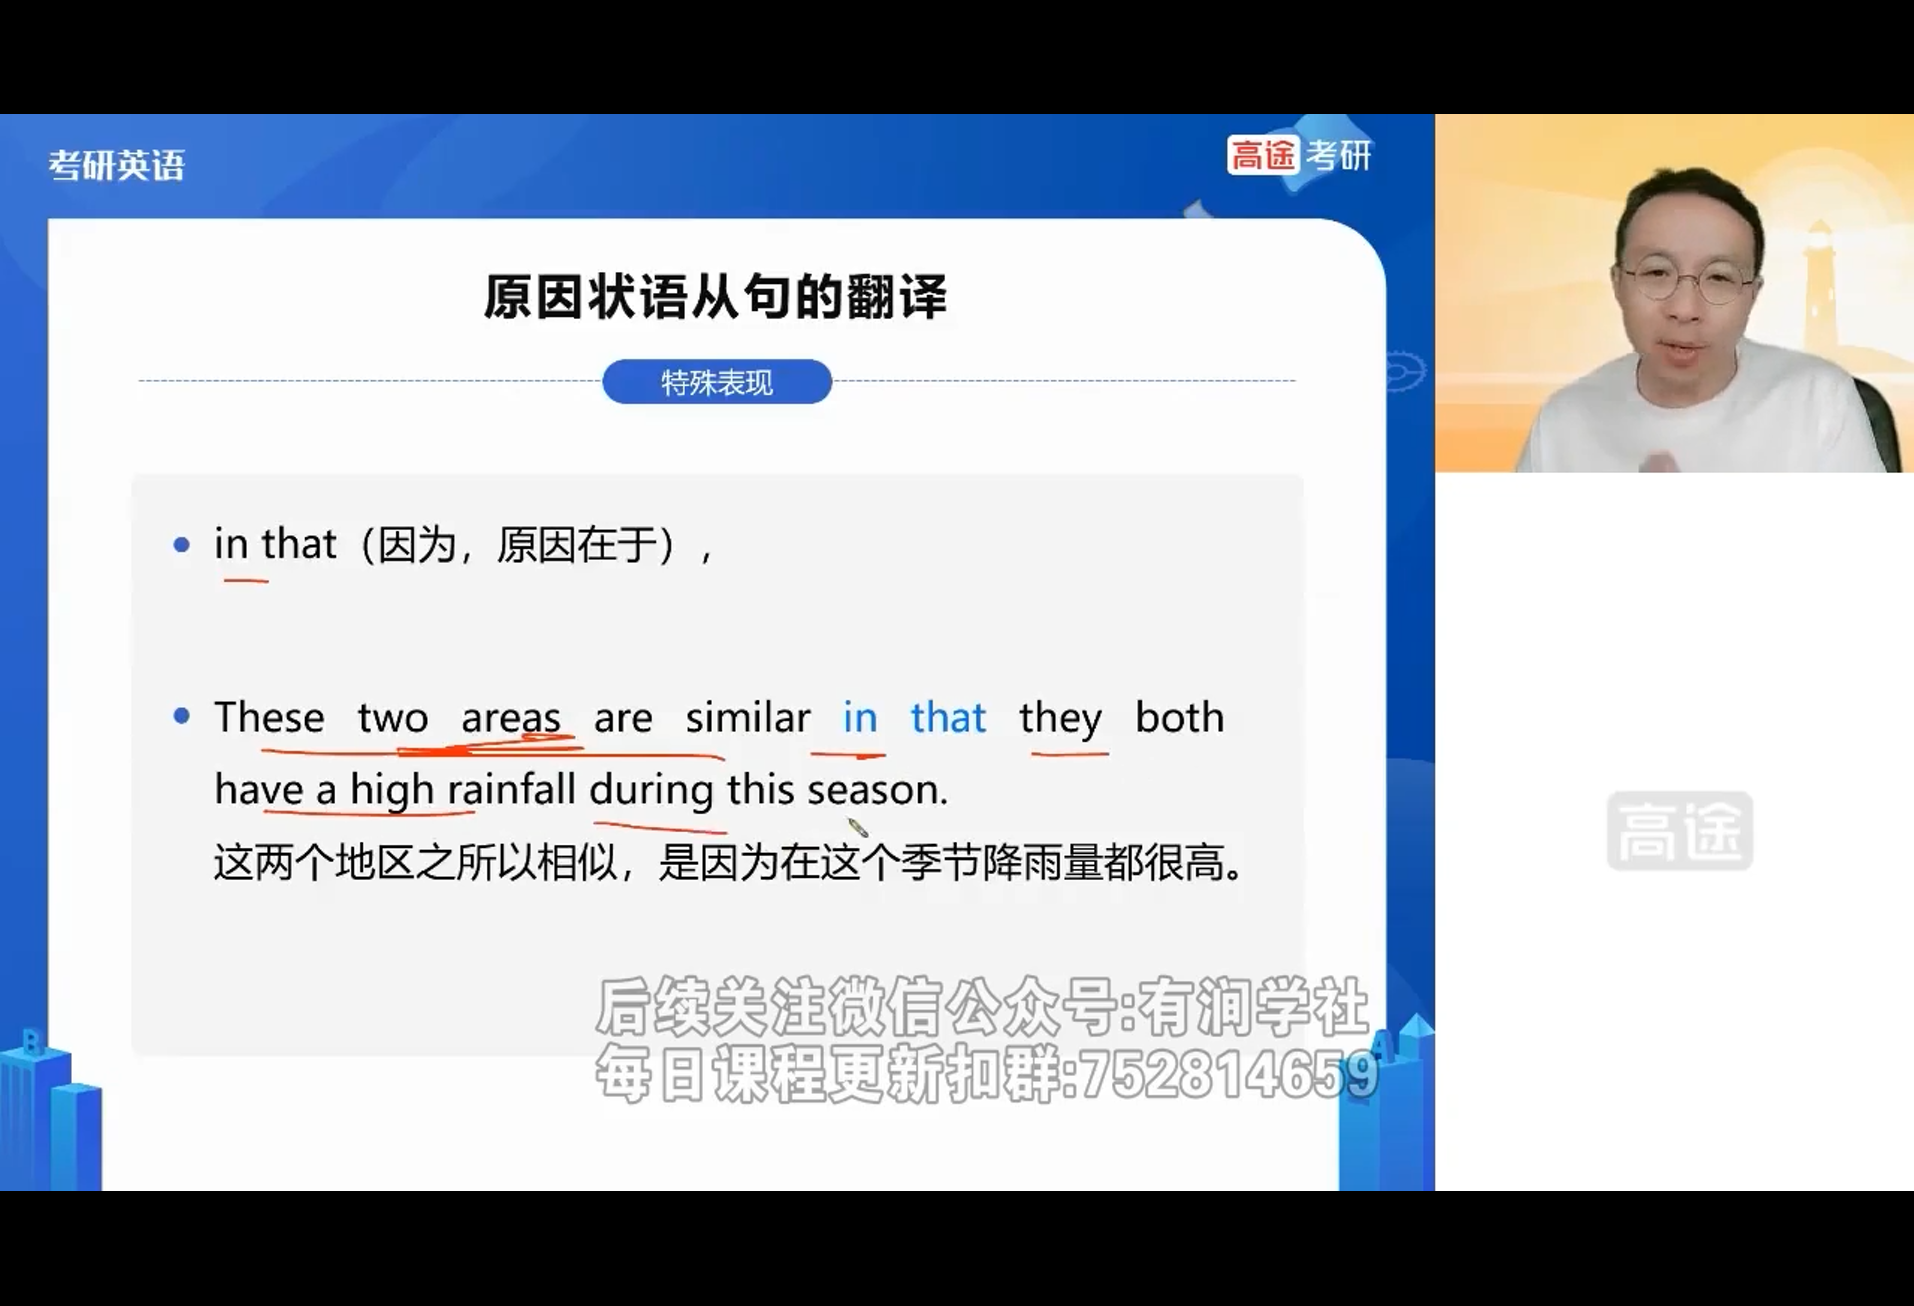 考研英语
高途考研
原因状语从句的翻译
特殊表现
in that（因为，原因在于），
These two areas are similar in that they both
have a high rainfall during this season.
这两个地区之所以相似，是因为在这个季节降雨量都很高。
高途
后续关注微信公众号:有润学社
每日课程更新扣群:752814659
B
A